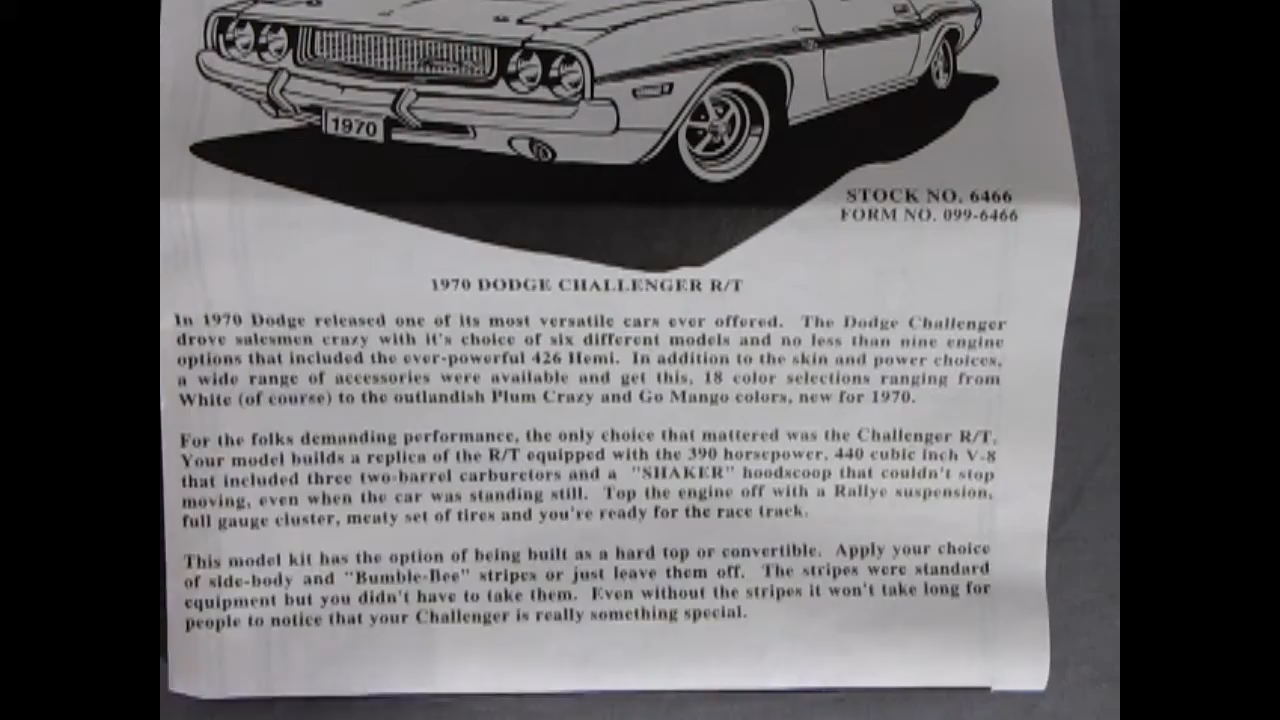 1970
STOCK NO. 6466
FORM NO. 099-6466
1970 DODGE CHALLENGER R/T
In 1970 Dodge released one of its most versatile cars ever offered. The Dodge Challenger
drove salesmen crazy with it's choice of six different models and no less than nine engine
options that included the ever-powerful 426 Hemi. In addition to the skin and power choices,
a wide range of accessories were available and get this, 18 color selections ranging from
White (of course) to the outlandish Plum Crazy and Go Mango colors, new for 1970.
For the folks demanding performance, the only choice that mattered was the Challenger R/T.
Your model builds a replica of the R/T equipped with the 390 horsepower, 440 cubic inch V-8
that included three two-barrel carburetors and a "SHAKER" hoodscoop that couldn't stop
moving, even when the car was standing still. Top the engine off with a Rallye suspension,
full gauge cluster, meaty set of tires and you're ready for the race track.
This model kit has the option of being built as a hard top or convertible. Apply your choice
of side-body and "Bumble-Bee" stripes or just leave them off. The stripes were standard
equipment but you didn't have to take them. Even without the stripes it won't take long for
people to notice that your Challenger is really something special.